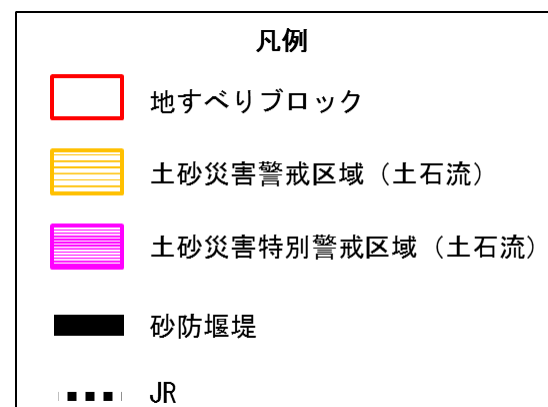 凡例
地すべりブロック
土砂災害警戒区域（土石流）
土砂災害特別警戒区域（土石流）
砂防堰堤
JR